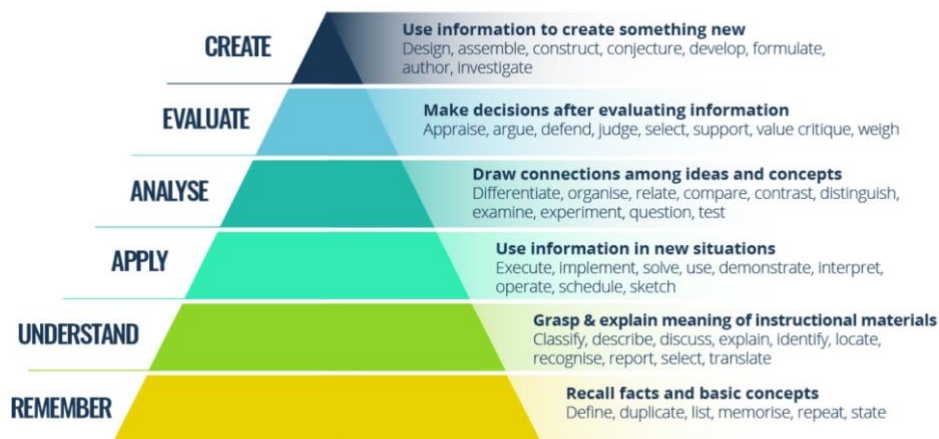 CREATE
Use information to create something new
Design, assemble, construct, conjecture, develop, formulate,
author, investigate
EVALUATE
Make decisions after evaluating information
Appraise, argue, defend, judge, select, support, value critique, weigh
ANALYSE
Draw connections among ideas and concepts
Differentiate, organise, relate, compare, contrast, distinguish,
examine, experiment, question, test
APPLY
Use information in new situations
Execute, implement, solve, use, demonstrate, interpret,
operate, schedule, sketch
UNDERSTAND
Grasp & explain meaning of instructional materials
Classify, describe, discuss, explain, identify, locate,
recognise, report, select, translate
REMEMBER
Recall facts and basic concepts
Define, duplicate, list, memorise, repeat, state